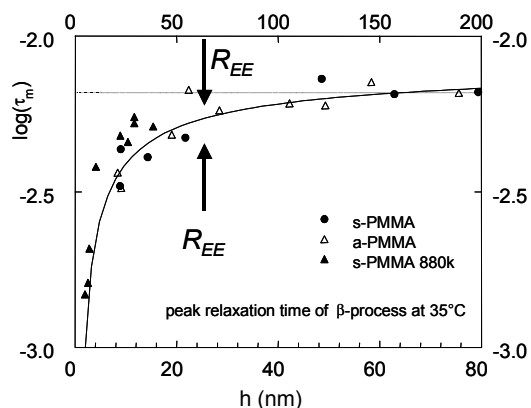 0 50 100 150 200
-2.0 -2.0
R_EE
log(τ_m)
-2.5 -2.5
● s-PMMA
△ a-PMMA
R_EE
▲ s-PMMA 880k
peak relaxation time of β-process at 35°C
-3.0 -3.0
0 20 40 60 80
h (nm)